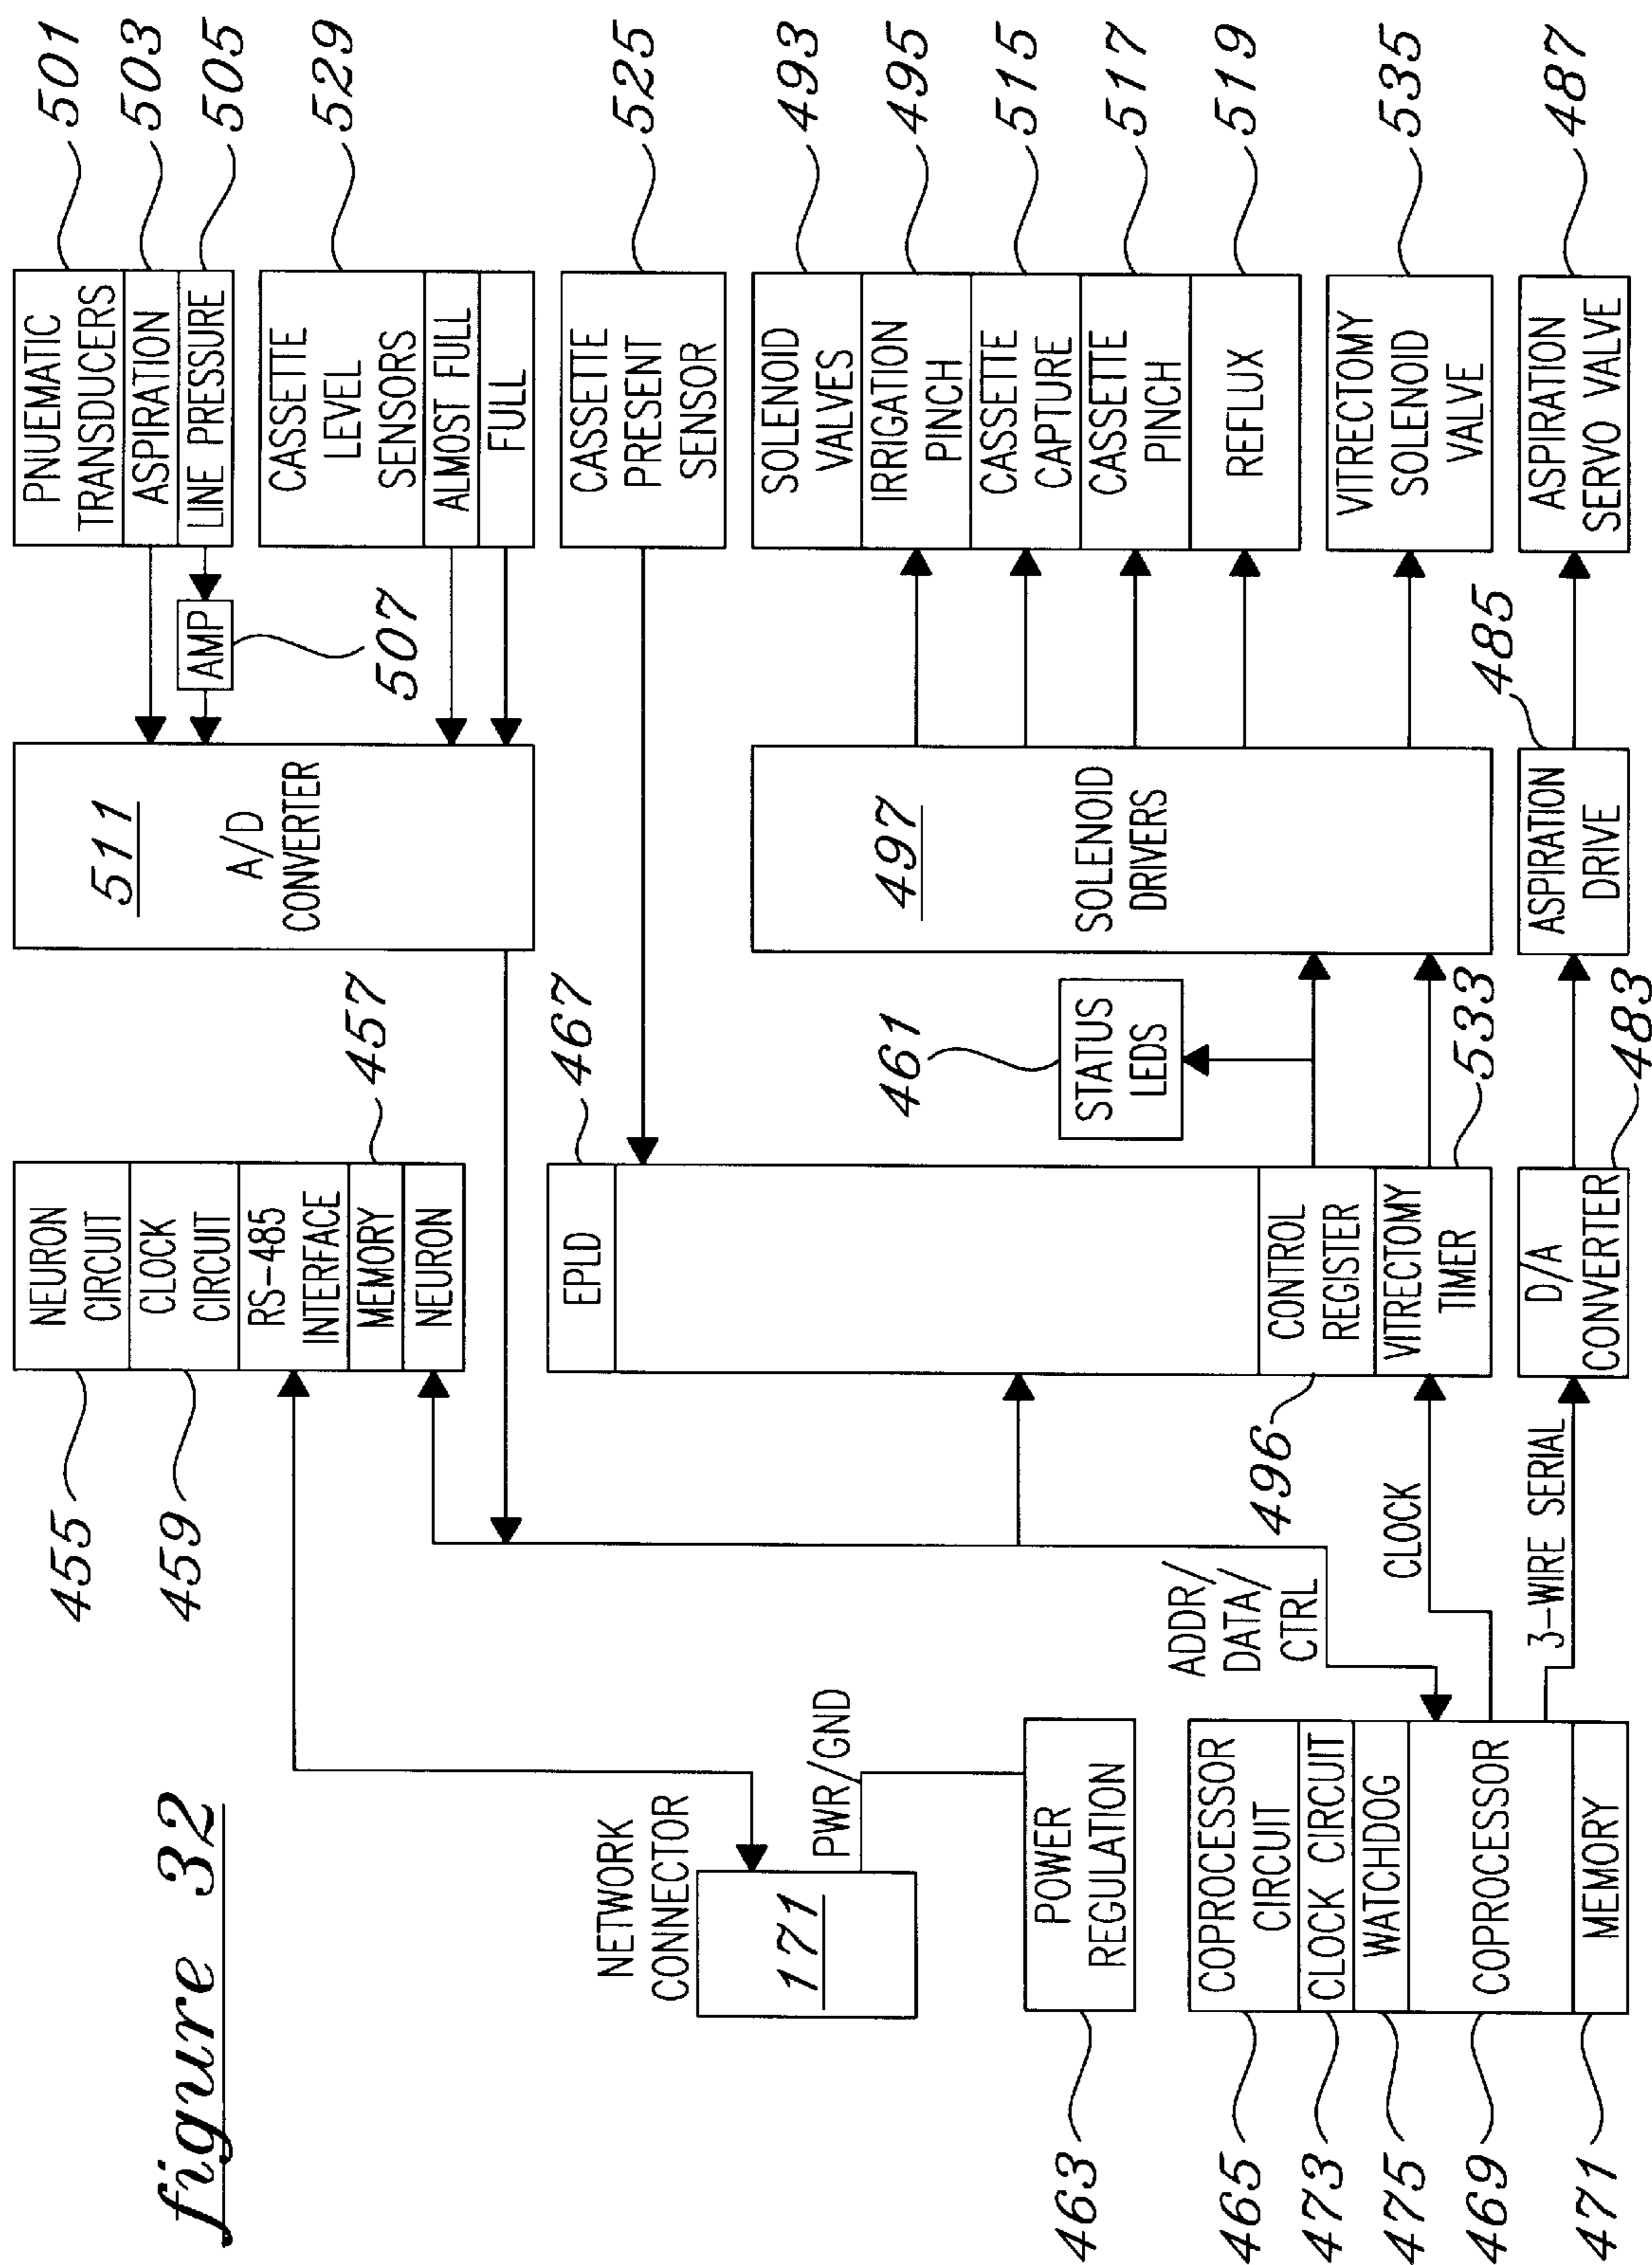 figure 32
NETWORK
CONNECTOR
171
PWR/GND
POWER
REGULATION
463
COPROCESSOR
CIRCUIT
CLOCK CIRCUIT
WATCHDOG
COPROCESSOR
MEMORY
465
473
475
469
471
ADDR/
DATA/
CTRL
CLOCK
3-WIRE SERIAL
455
459
NEURON
CIRCUIT
CLOCK
CIRCUIT
RS-485
INTERFACE
MEMORY
NEURON
457
EPLD
467
CONTROL
REGISTER
496
VITRECTOMY
TIMER
533
D/A
CONVERTER
483
461
STATUS
LEDS
511
A/D
CONVERTER
497
SOLENOID
DRIVERS
ASPIRATION
DRIVE
485
AMP
507
PNUEMATIC
TRANSDUCERS
ASPIRATION
LINE PRESSURE
501
503
505
CASSETTE
LEVEL
SENSORS
ALMOST FULL
FULL
529
CASSETTE
PRESENT
SENSOR
525
SOLENOID
VALVES
493
IRRIGATION
PINCH
495
CASSETTE
CAPTURE
515
CASSETTE
PINCH
517
REFLUX
519
VITRECTOMY
SOLENOID
VALVE
535
ASPIRATION
SERVO VALVE
487